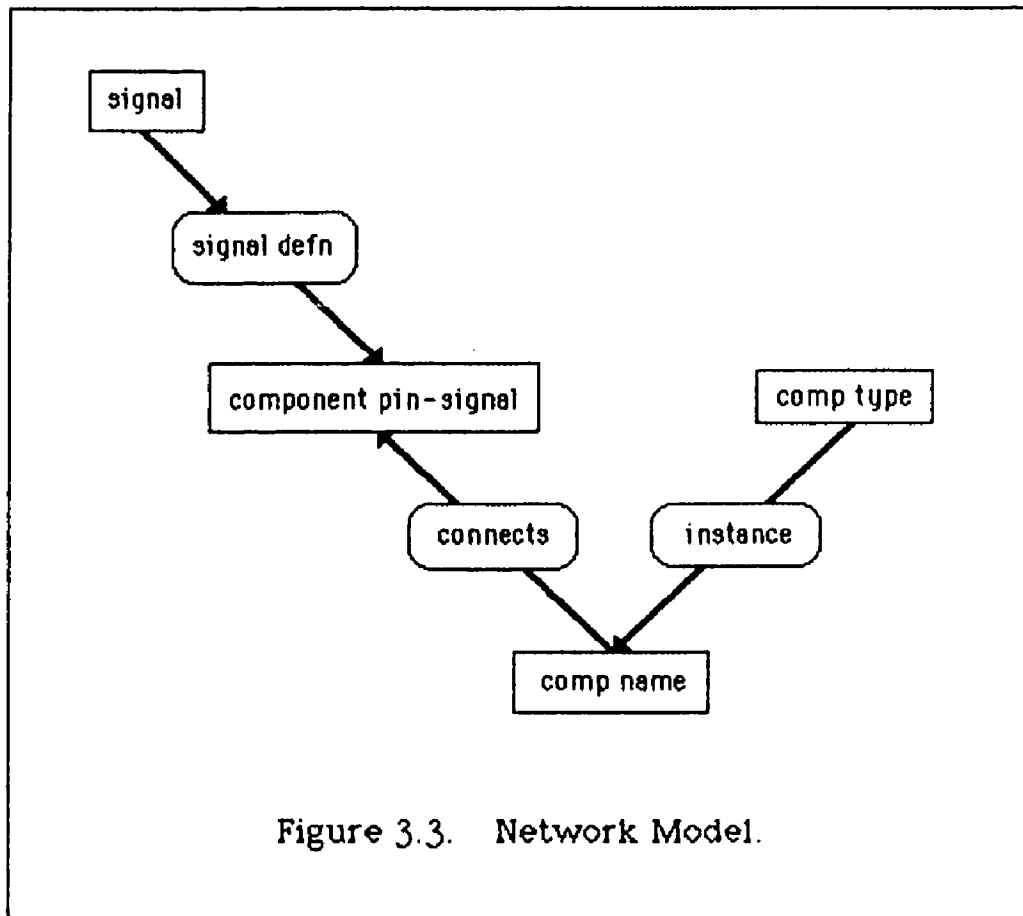 signal
signal defn
component pin-signal
comp type
connects
instance
comp name
Figure 3.3. Network Model.